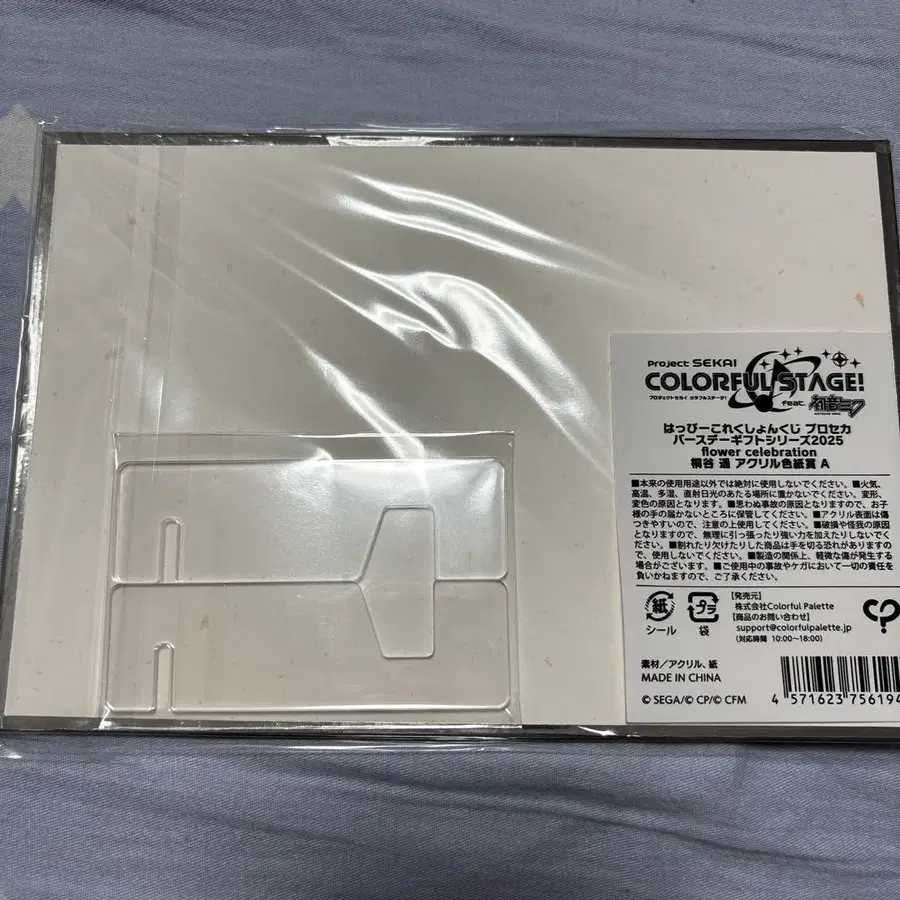 Project SEKAI
COLORFUL STAGE!
プロジェクトセカイ カラフルステージ!
feat. 初音ミク
はっぴーこれくしょんくじ プロセカ
バースデーギフトシリーズ2025
flower celebration
桐谷 遥 アクリル色紙賞 A
■本来の使用用途以外では絶対に使用しないでください。■火気、
高温、多湿、直射日光のあたる場所に置かないでください。変形、
変色の原因となります。■思わぬ事故の原因となりますので、お子
様の手の届かないところに保管してください。■アクリル表面は傷
つきやすいので、注意の上使用してください。■破損や怪我の原因
となりますので、無理に引っ張ったり強い力を加えたりしないでく
ださい。■割れたり欠けたりした商品は手を切る恐れがありますの
で、使用しないでください。■製造の関係上、軽微な傷が発生する
場合がございます。■ご使用中の事故やケガにおいて一切の責任を
負いかねますので、ご了承ください。
紙
シール
プラ
袋
【発売元】
株式会社Colorful Palette
【商品のお問い合わせ】
support@colorfulpalette.jp
(対応時間 10:00～18:00)
素材/アクリル、紙
MADE IN CHINA
© SEGA/© CP/© CFM
4 571623 756194